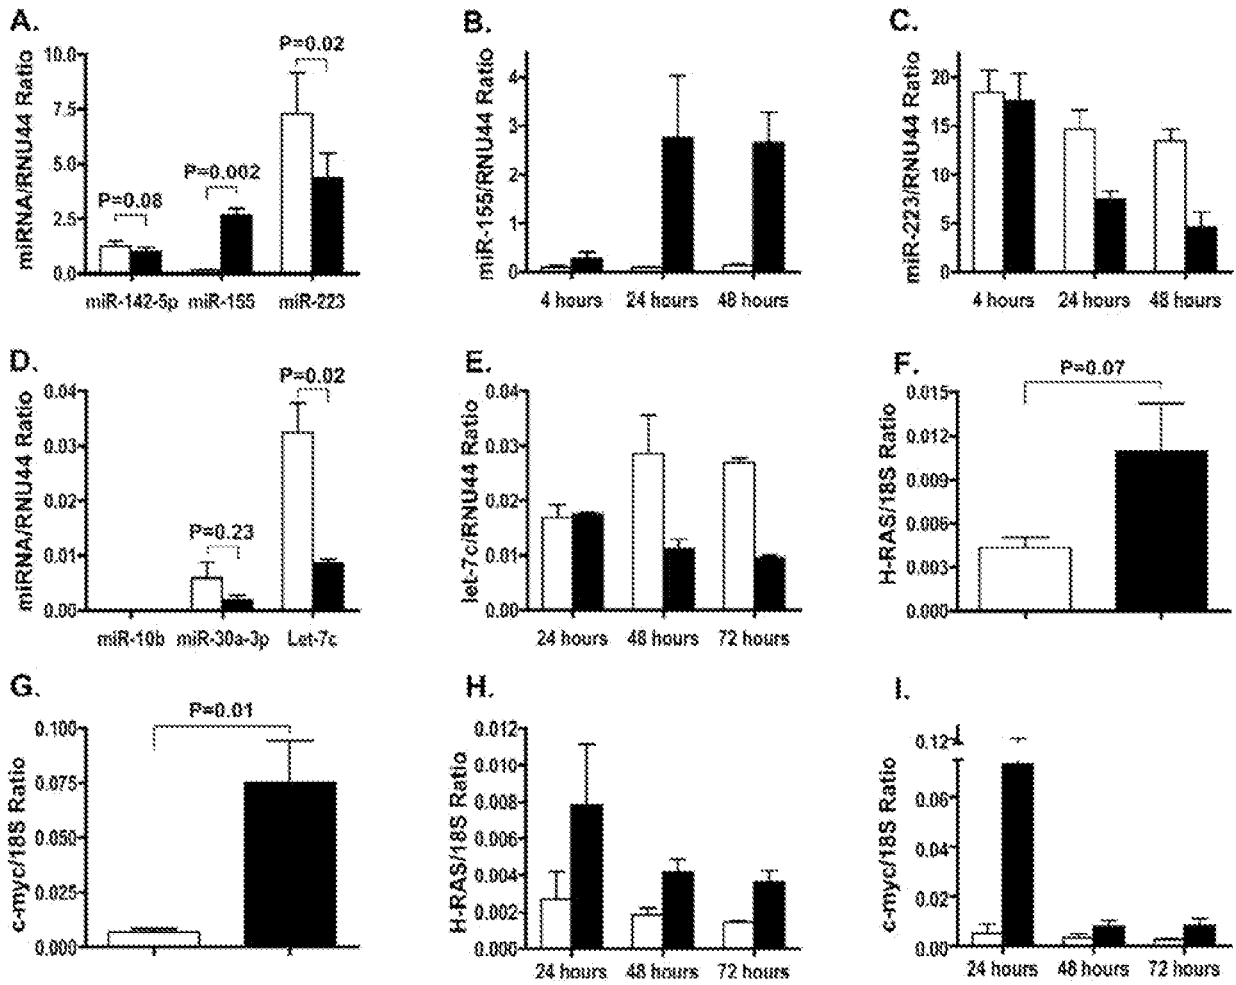 A.
P=0.02
P=0.002
P=0.08
miRNA/RNU44 Ratio
10.0
7.5
5.0
2.5
0.0
miR-142-5p miR-155 miR-223
B.
miR-155/RNU44 Ratio
4
3
2
1
0
4 hours 24 hours 48 hours
C.
miR-223/RNU44 Ratio
20
15
10
5
0
4 hours 24 hours 48 hours
D.
P=0.02
P=0.23
miRNA/RNU44 Ratio
0.04
0.03
0.02
0.01
0.00
miR-10b miR-30a-3p Let-7c
E.
let-7c/RNU44 Ratio
0.04
0.03
0.02
0.01
0.00
24 hours 48 hours 72 hours
F.
P=0.07
H-RAS/18S Ratio
0.015
0.012
0.009
0.006
0.003
0.000
G.
P=0.01
c-myc/18S Ratio
0.100
0.075
0.050
0.025
0.000
H.
H-RAS/18S Ratio
0.012
0.010
0.008
0.006
0.004
0.002
0.000
24 hours 48 hours 72 hours
I.
c-myc/18S Ratio
0.12
0.06
0.04
0.02
0.00
24 hours 48 hours 72 hours